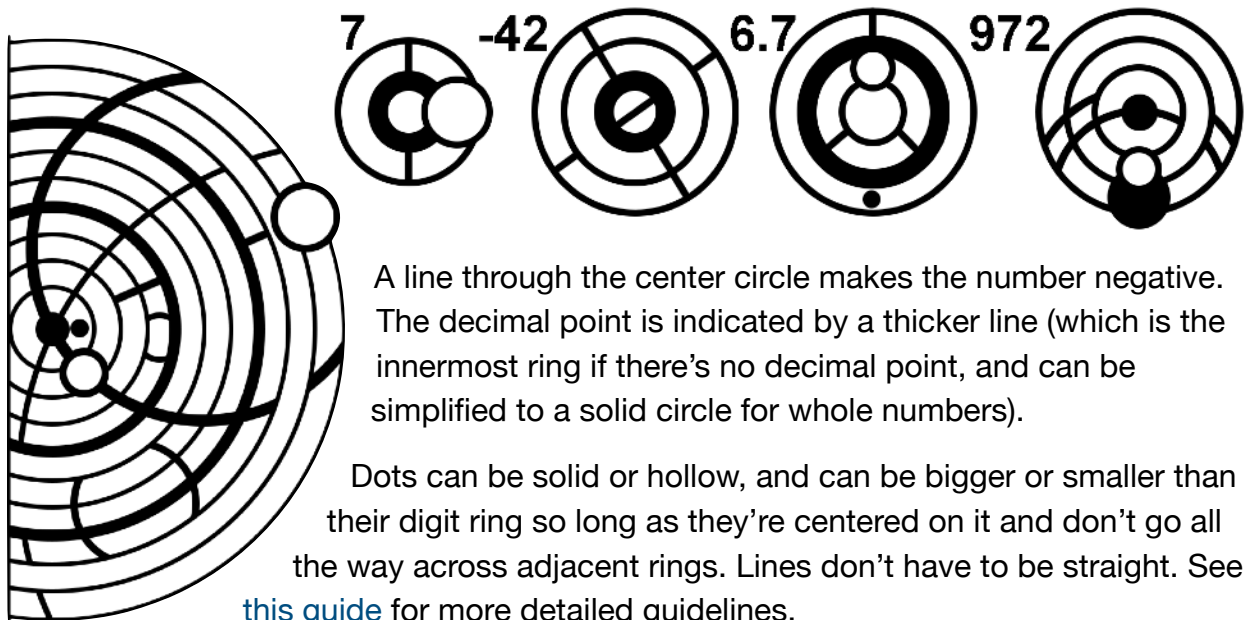 7 -42 6.7 972
A line through the center circle makes the number negative.
The decimal point is indicated by a thicker line (which is the
innermost ring if there's no decimal point, and can be
simplified to a solid circle for whole numbers).
Dots can be solid or hollow, and can be bigger or smaller than
their digit ring so long as they're centered on it and don't go all
the way across adjacent rings. Lines don't have to be straight. See
this guide for more detailed guidelines.